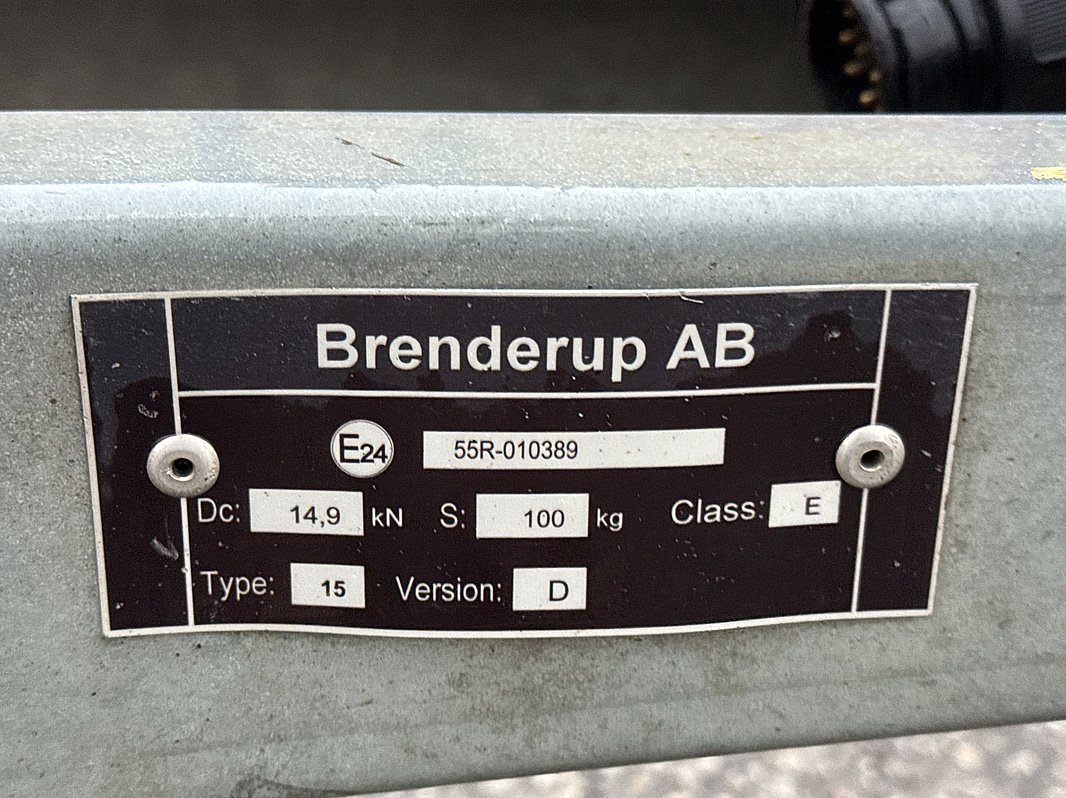 Brenderup AB
E24 55R-010389
Dc: 14,9 kN S: 100 kg Class: E
Type: 15 Version: D